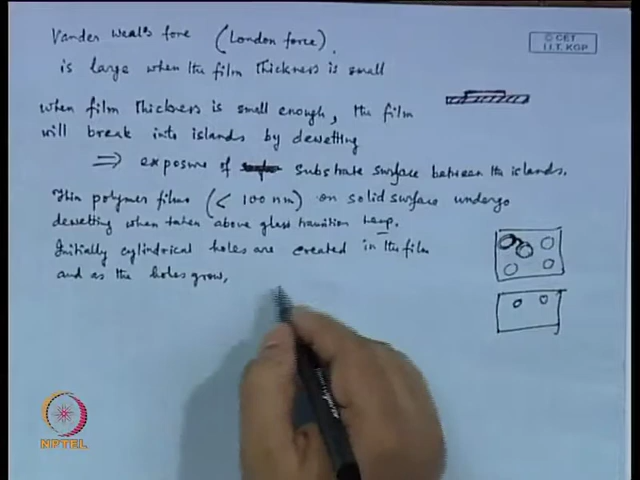 Vander Weal's force (London force).
is large when the film thickness is small
when film thickness is small enough, the film
will break into islands by dewetting
⇒ exposure of substrate surface between the islands.
Thin polymer films (< 100 nm) on solid surface undergo
dewetting when taken above glass transition temp.
Initially cylindrical holes are created in the film
and as the holes grow,
© CET
I.I.T. KGP
NPTEL